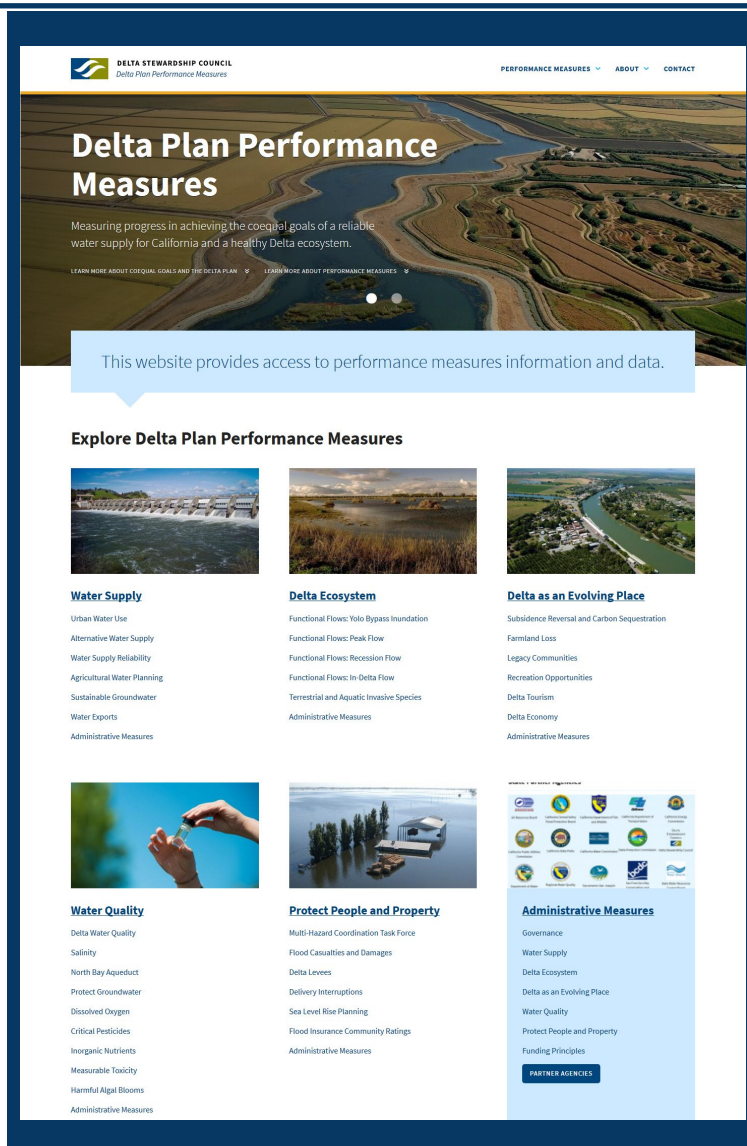 DELTA STEWARDSHIP COUNCIL
Delta Plan Performance Measures
PERFORMANCE MEASURES
ABOUT
CONTACT
Delta Plan Performance
Measures
Measuring progress in achieving the coequal goals of a reliable
water supply for California and a healthy Delta ecosystem.
LEARN MORE ABOUT COEQUAL GOALS AND THE DELTA PLAN
LEARN MORE ABOUT PERFORMANCE MEASURES
This website provides access to performance measures information and data.
Explore Delta Plan Performance Measures
Water Supply
Urban Water Use
Alternative Water Supply
Water Supply Reliability
Agricultural Water Planning
Sustainable Groundwater
Water Exports
Administrative Measures
Delta Ecosystem
Functional Flows: Yolo Bypass Inundation
Functional Flows: Peak Flow
Functional Flows: Recession Flow
Functional Flows: In-Delta Flow
Terrestrial and Aquatic Invasive Species
Administrative Measures
Delta as an Evolving Place
Subsidence Reversal and Carbon Sequestration
Farmland Loss
Legacy Communities
Recreation Opportunities
Delta Tourism
Delta Economy
Administrative Measures
Water Quality
Delta Water Quality
Salinity
North Bay Aqueduct
Protect Groundwater
Dissolved Oxygen
Critical Pesticides
Inorganic Nutrients
Measurable Toxicity
Harmful Algal Blooms
Administrative Measures
Protect People and Property
Multi-Hazard Coordination Task Force
Flood Casualties and Damages
Delta Levees
Delivery Interruptions
Sea Level Rise Planning
Flood Insurance Community Ratings
Administrative Measures
Administrative Measures
Governance
Water Supply
Delta Ecosystem
Delta as an Evolving Place
Water Quality
Protect People and Property
Funding Principles
PARTNER AGENCIES